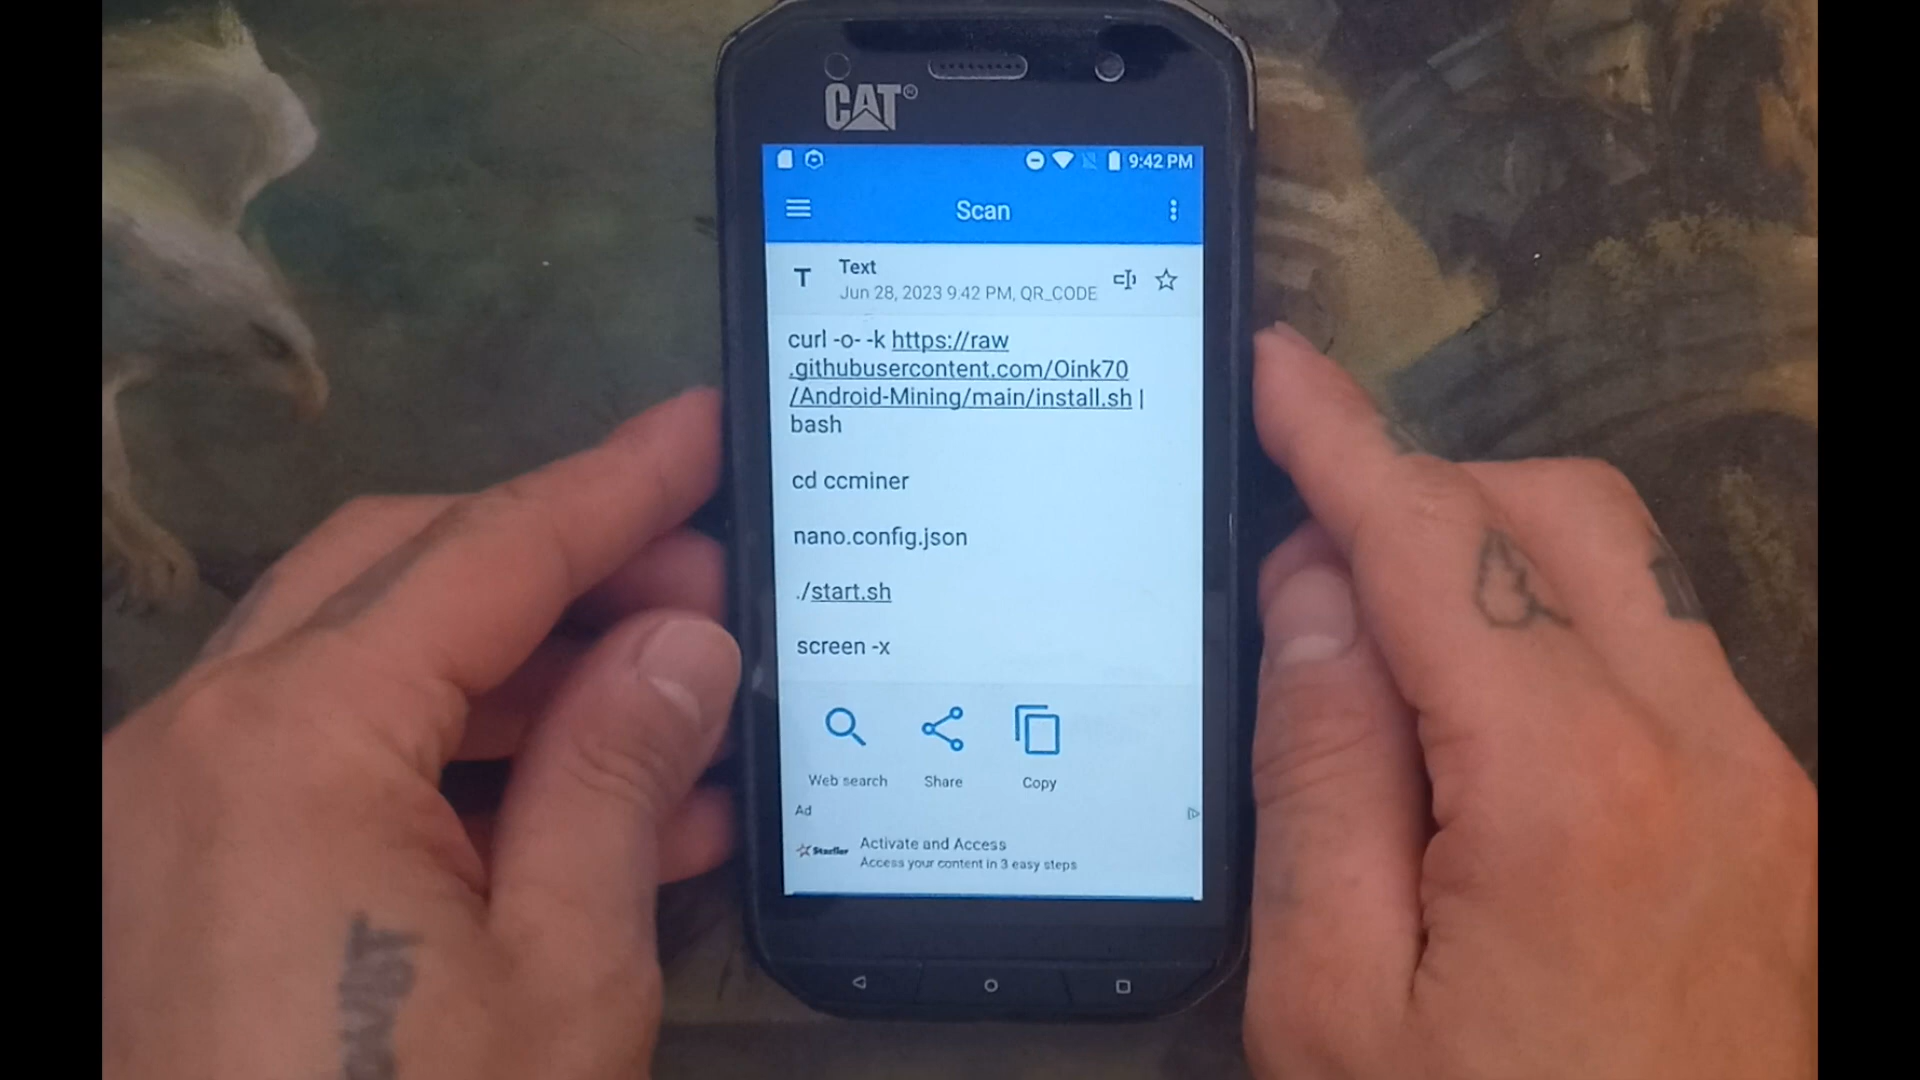 CAT®
9:42 PM
Scan
T Text
Jun 28, 2023 9.42 PM, QR_CODE
curl -o- -k https://raw
.githubusercontent.com/Oink70
/Android-Mining/main/install.sh |
bash
cd ccminer
nano.config.json
./start.sh
screen -x
Web search Share Copy
Ad
Activate and Access
Access your content in 3 easy steps